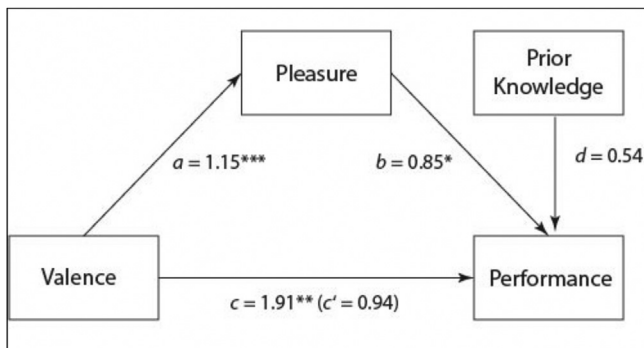 Pleasure
Prior
Knowledge
a = 1.15***
b = 0.85*
d = 0.54
Valence
Performance
c = 1.91** (c' = 0.94)